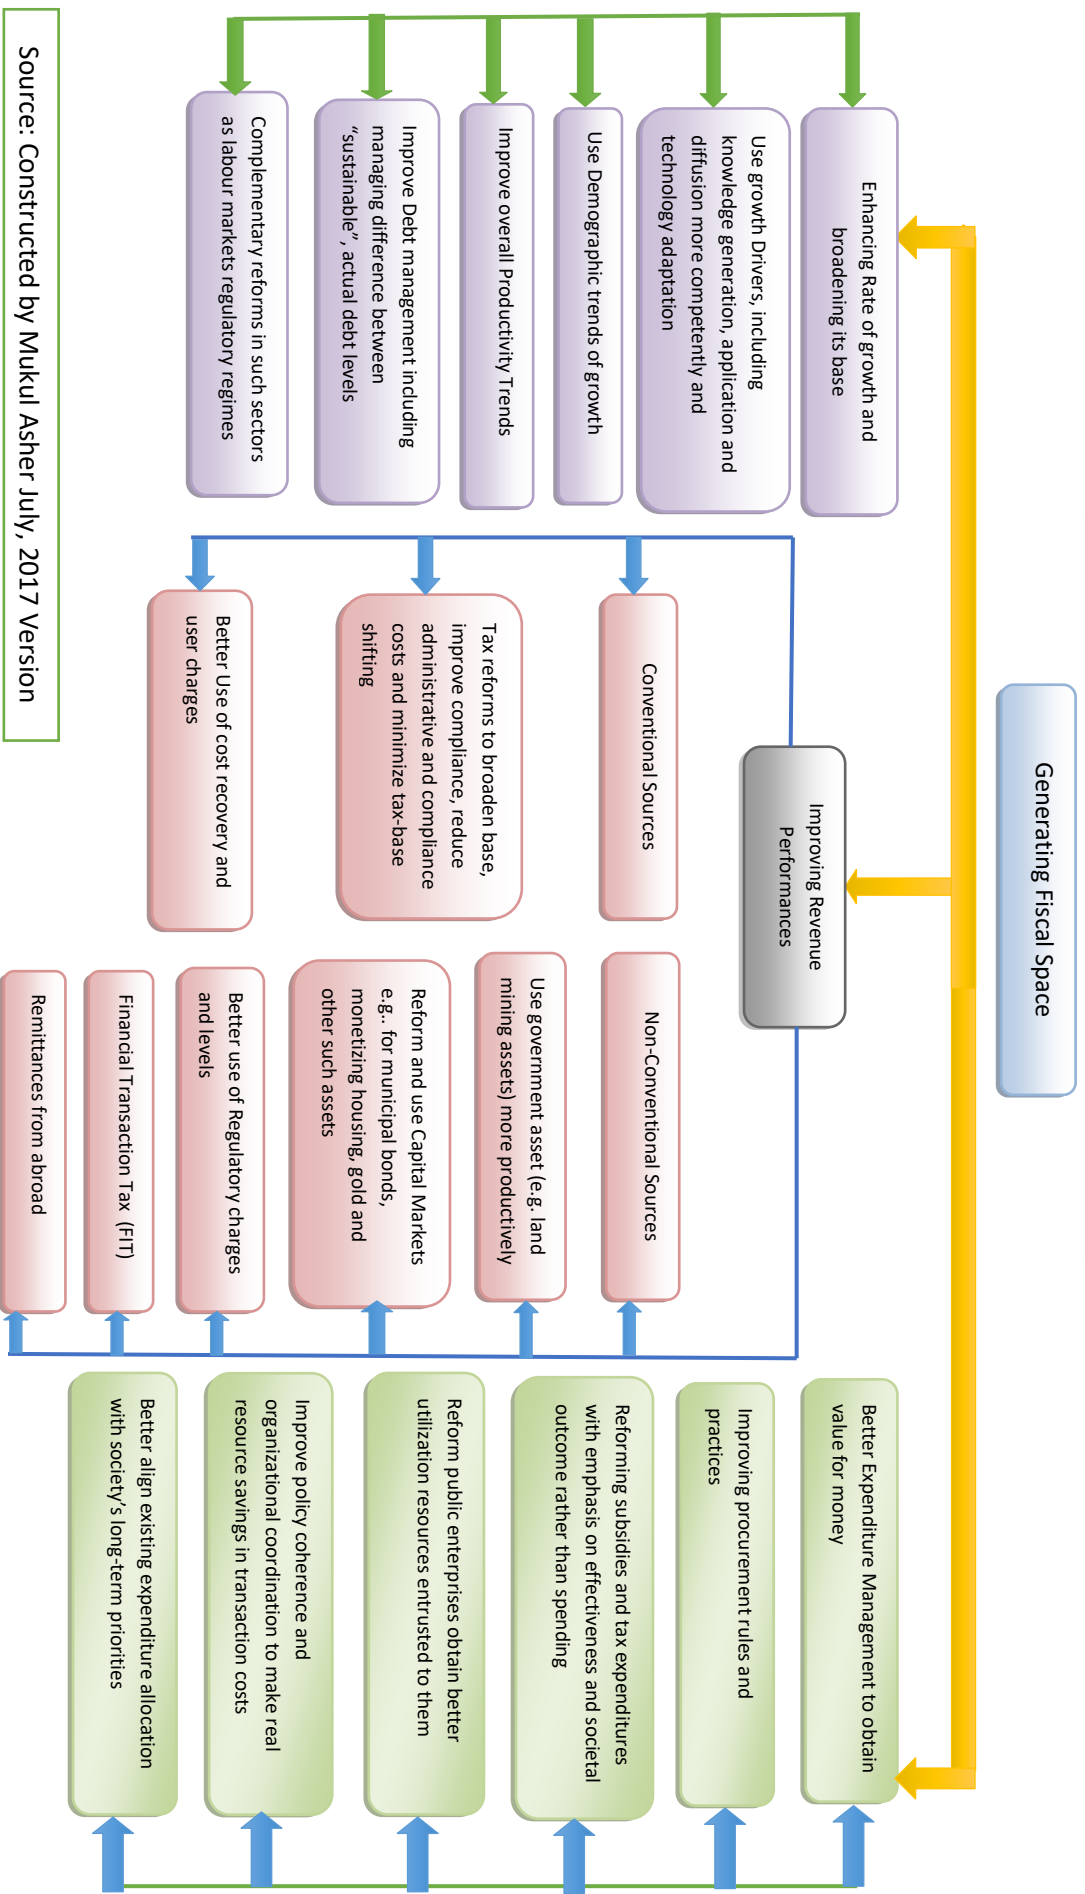 Generating Fiscal Space
Enhancing Rate of growth and
broadening its base
Use growth Drivers, including
knowledge generation, application and
diffusion more competently and
technology adaptation
Use Demographic trends of growth
Improve overall Productivity Trends
Improve Debt management including
managing difference between
“sustainable”, actual debt levels
Complementary reforms in such sectors
as labour markets regulatory regimes
Improving Revenue
Performances
Conventional Sources
Tax reforms to broaden base,
improve compliance, reduce
administrative and compliance
costs and minimize tax-base
shifting
Better Use of cost recovery and
user charges
Non-Conventional Sources
Use government asset (e.g. land
mining assets) more productively
Reform and use Capital Markets
e.g.. for municipal bonds,
monetizing housing, gold and
other such assets
Better use of Regulatory charges
and levels
Financial Transaction Tax (FIT)
Remittances from abroad
Better Expenditure Management to obtain
value for money
Improving procurement rules and
practices
Reforming subsidies and tax expenditures
with emphasis on effectiveness and societal
outcome rather than spending
Reform public enterprises obtain better
utilization resources entrusted to them
Improve policy coherence and
organizational coordination to make real
resource savings in transaction costs
Better align existing expenditure allocation
with society’s long-term priorities
Source: Constructed by Mukul Asher July, 2017 Version